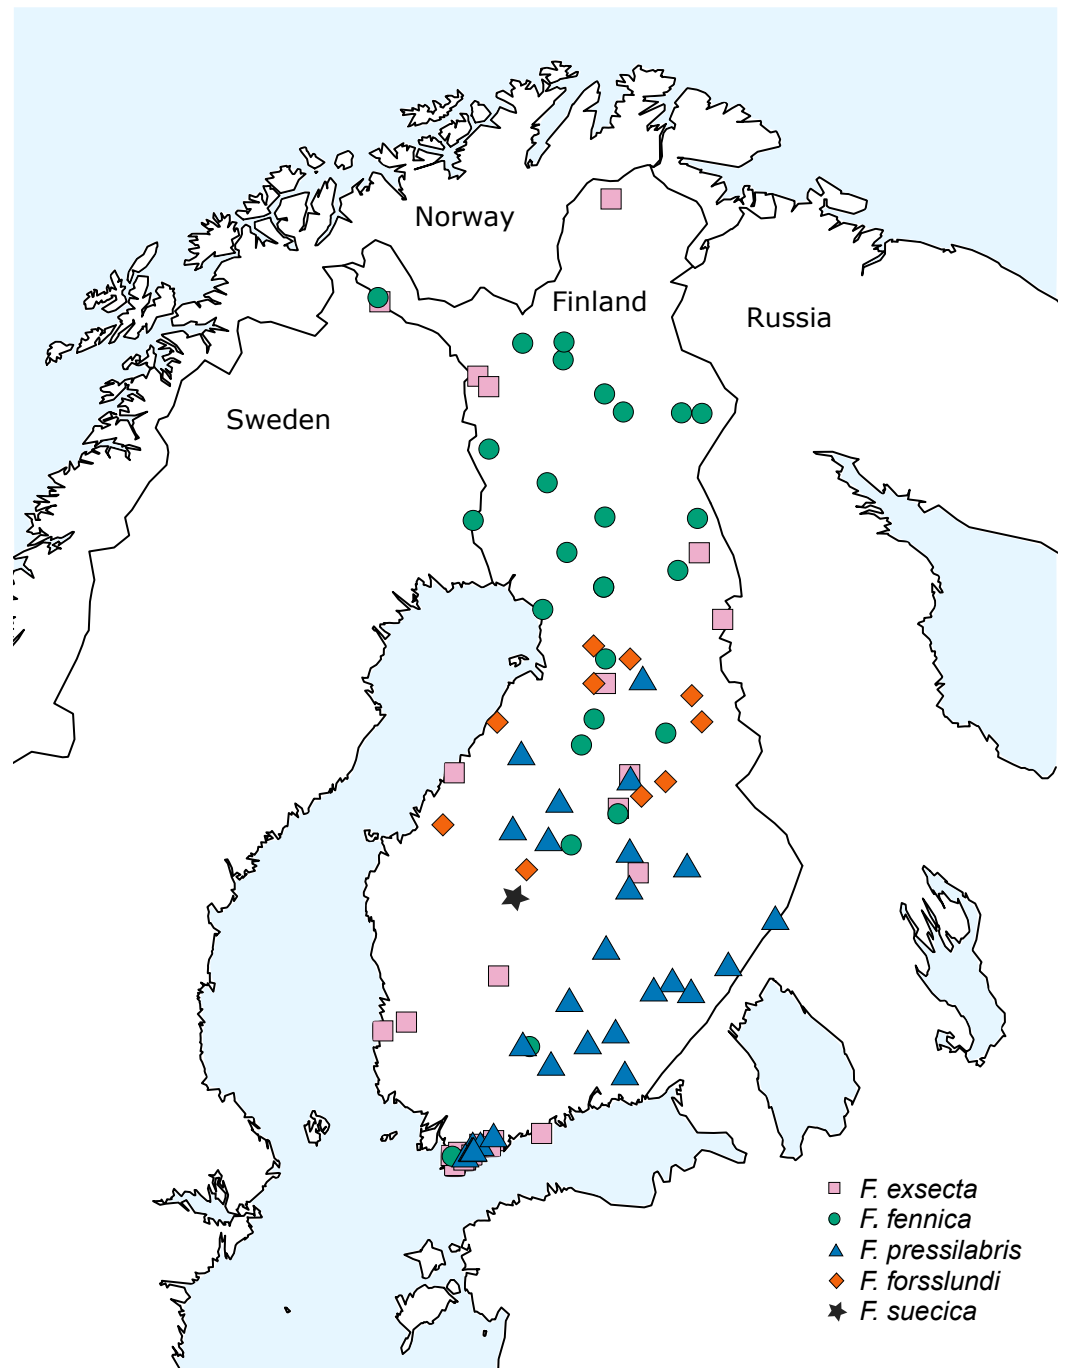 Norway
Finland
Russia
Sweden
F. exsecta
F. fennica
F. pressilabris
F. forsslundi
F. suecica